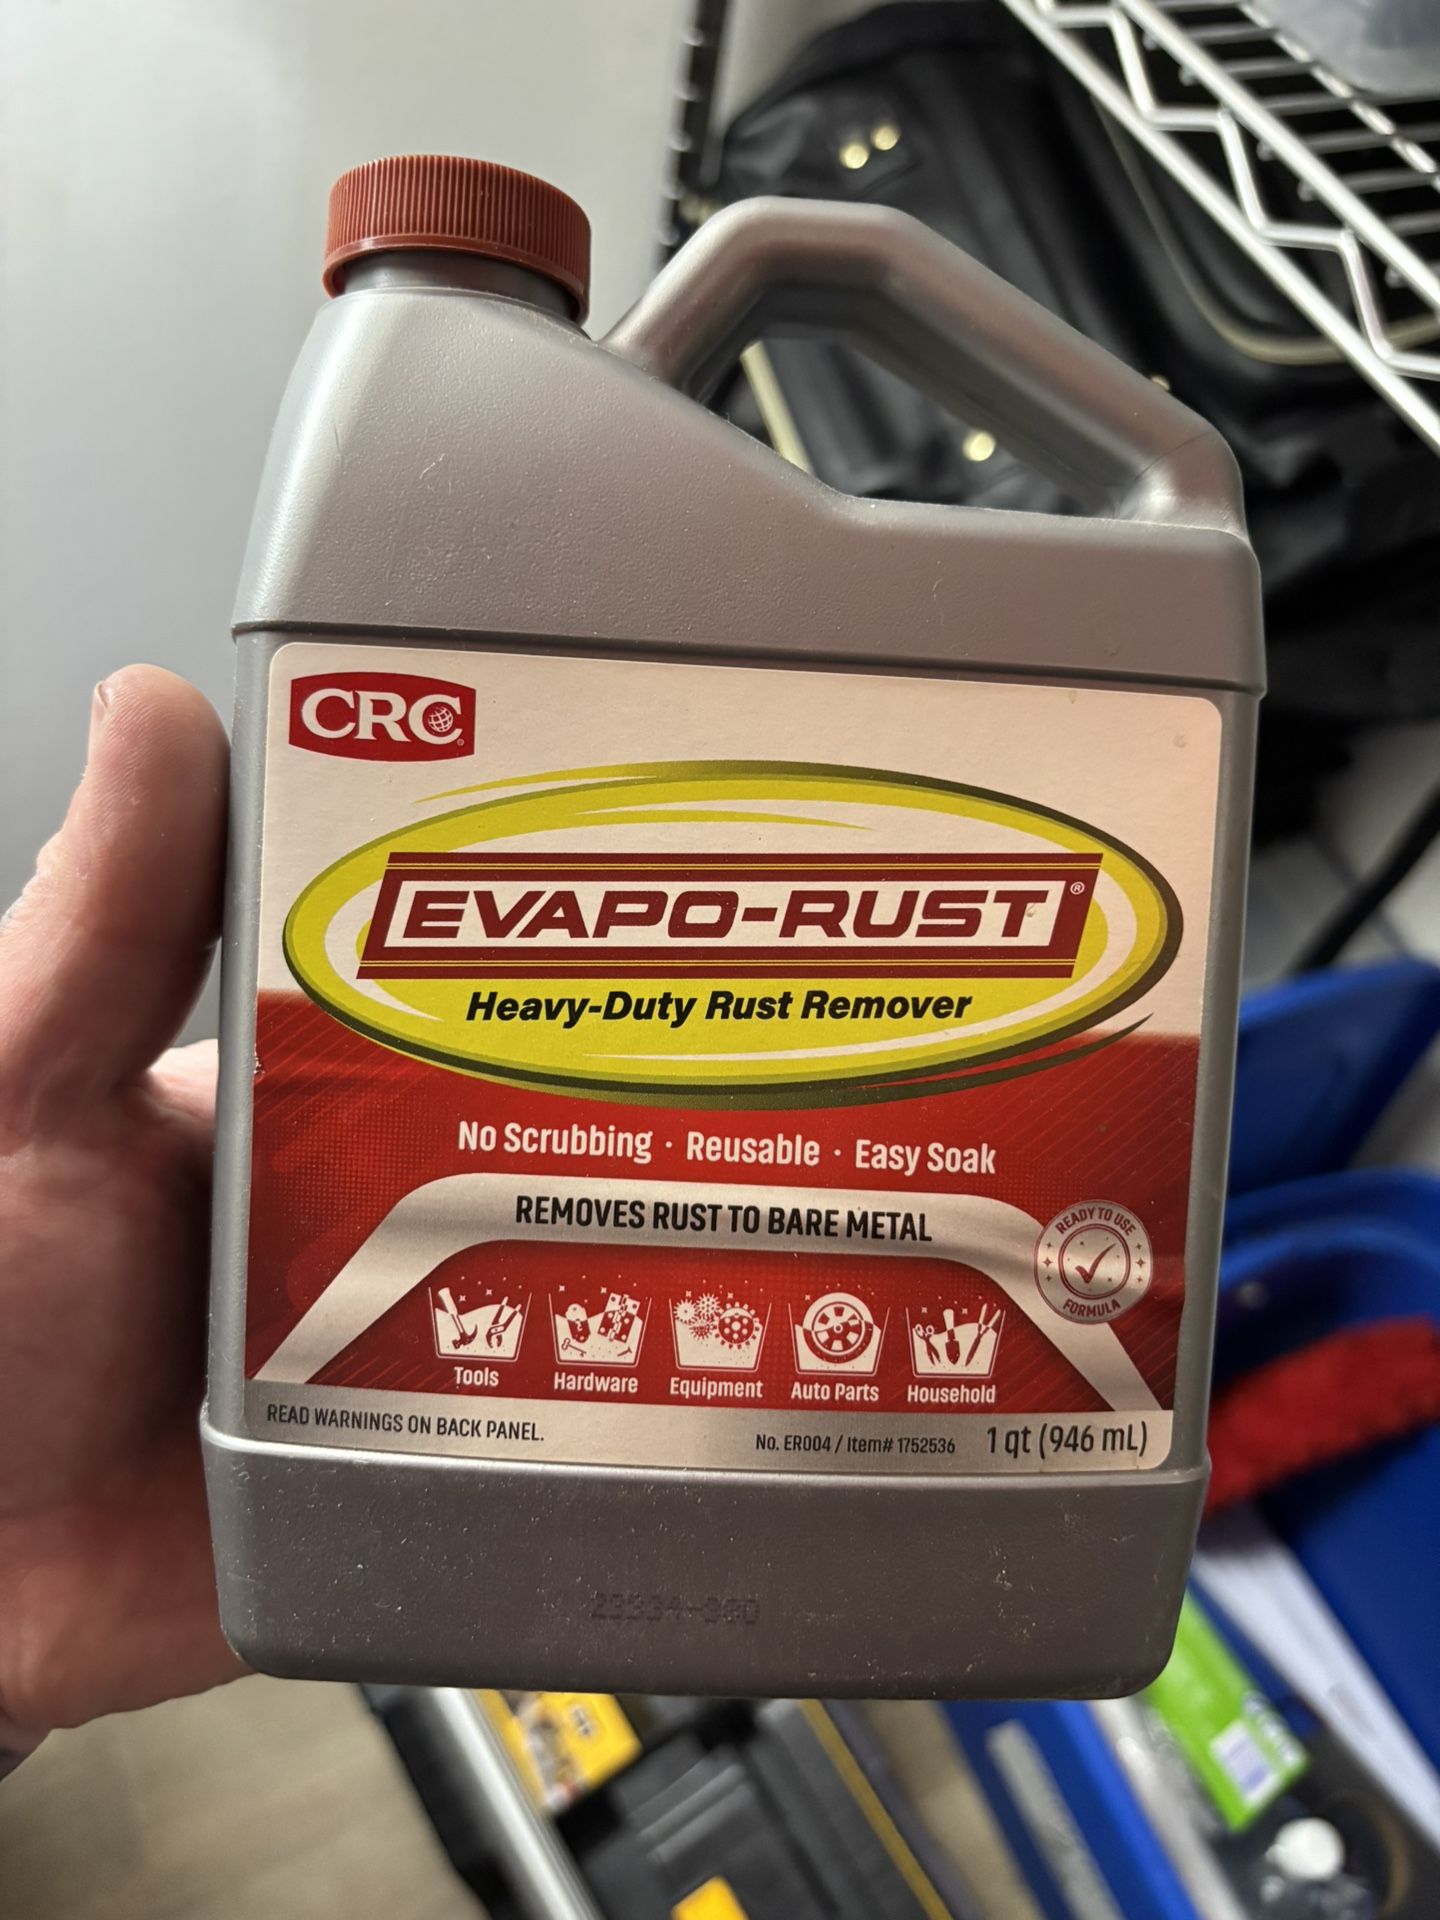 CRC
EVAPO-RUST®
Heavy-Duty Rust Remover
No Scrubbing · Reusable · Easy Soak
REMOVES RUST TO BARE METAL
READY TO USE
FORMULA
Tools
Hardware
Equipment
Auto Parts
Household
READ WARNINGS ON BACK PANEL.
No. ER004 / Item# 1752536
1 qt (946 mL)